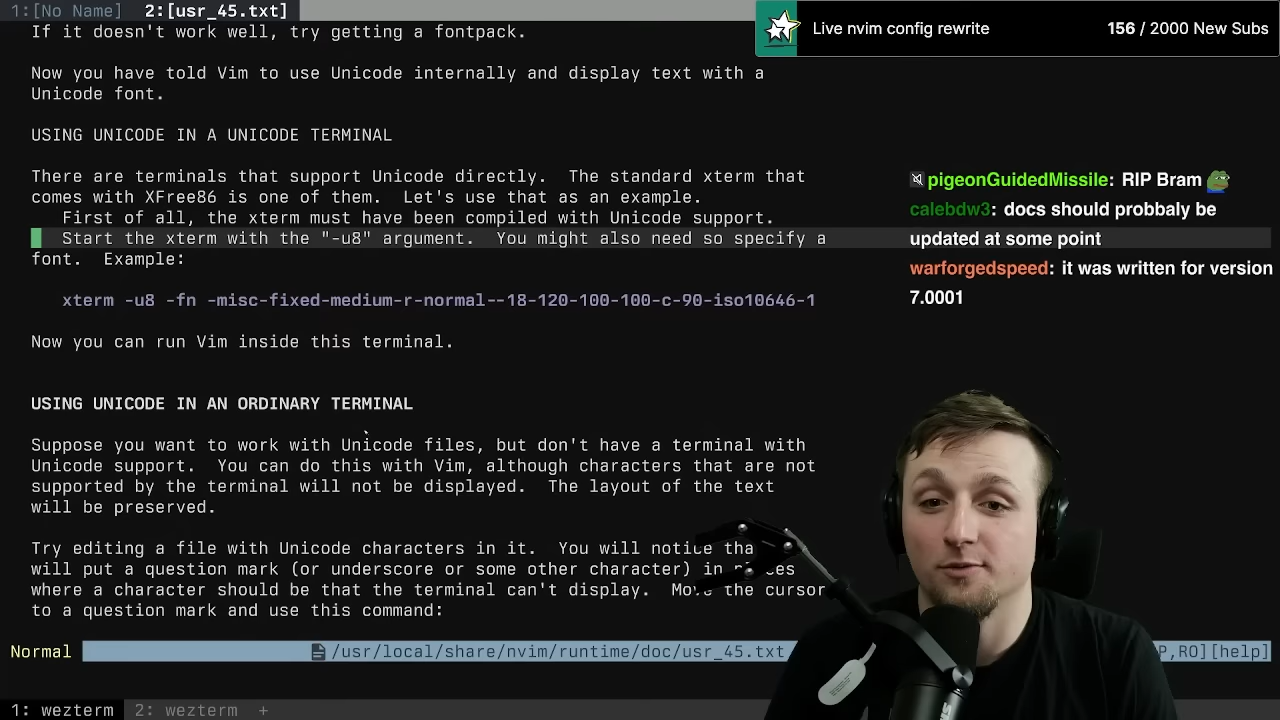 1:[No Name]  2:[usr_45.txt]
If it doesn't work well, try getting a fontpack.
Now you have told Vim to use Unicode internally and display text with a
Unicode font.
USING UNICODE IN A UNICODE TERMINAL
There are terminals that support Unicode directly.  The standard xterm that
comes with XFree86 is one of them.  Let's use that as an example.
First of all, the xterm must have been compiled with Unicode support.
Start the xterm with the "-u8" argument.  You might also need so specify a
font.  Example:
xterm -u8 -fn -misc-fixed-medium-r-normal--18-120-100-100-c-90-iso10646-1
Now you can run Vim inside this terminal.
USING UNICODE IN AN ORDINARY TERMINAL
Suppose you want to work with Unicode files, but don't have a terminal with
Unicode support.  You can do this with Vim, although characters that are not
supported by the terminal will not be displayed.  The layout of the text
will be preserved.
Try editing a file with Unicode characters in it.  You will notice
will put a question mark (or underscore or some other character) in
where a character should be that the terminal can't display.  Move the cursor
to a question mark and use this command:
Normal /usr/local/share/nvim/runtime/doc/usr_45.txt ,RO][help]
1: wezterm  2: wezterm  +
Live nvim config rewrite 156 / 2000 New Subs
pigeonGuidedMissile: RIP Bram
calebdw3: docs should probbaly be
updated at some point
warforgedspeed: it was written for version
7.0001